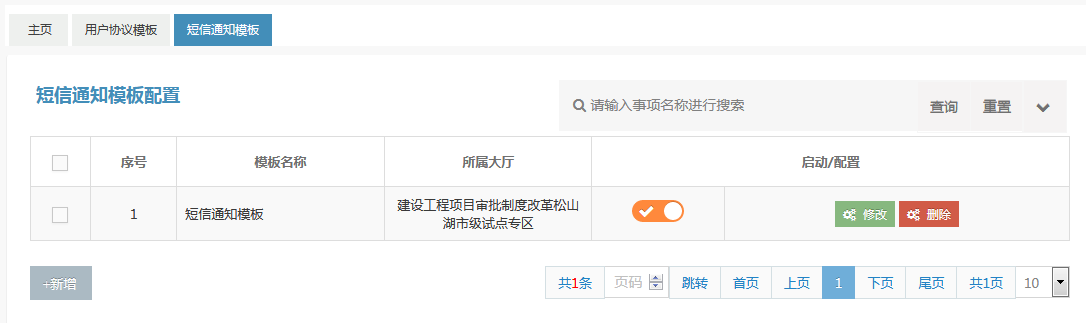 主页 用户协议模板 短信通知模板
短信通知模板配置
请输入事项名称进行搜索 查询 重置
序号 模板名称 所属大厅 启动/配置
1 短信通知模板 建设工程项目审批制度改革松山
湖市级试点专区 修改 删除
+新增 共1条 页码 跳转 首页 上页 1 下页 尾页 共1页 10